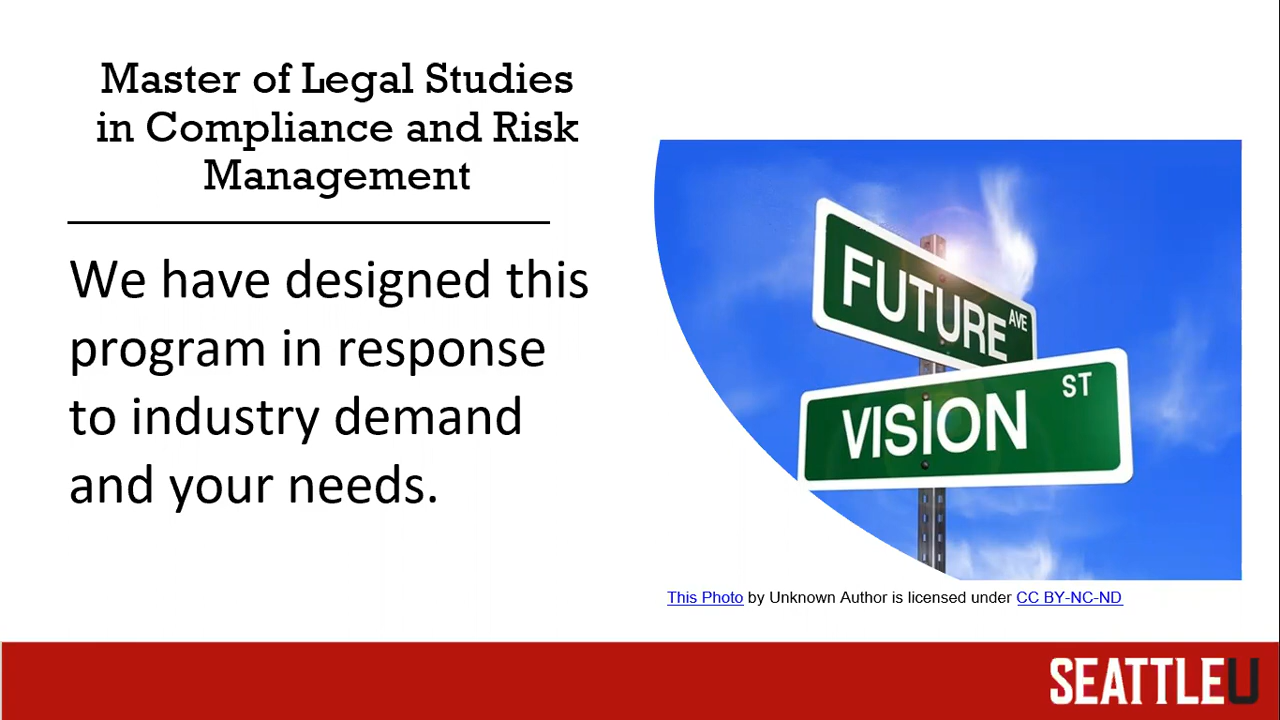 Master of Legal Studies
in Compliance and Risk
Management
We have designed this
program in response
to industry demand
and your needs.
FUTURE AVE
VISION ST
This Photo by Unknown Author is licensed under CC BY-NC-ND
SEATTLEU